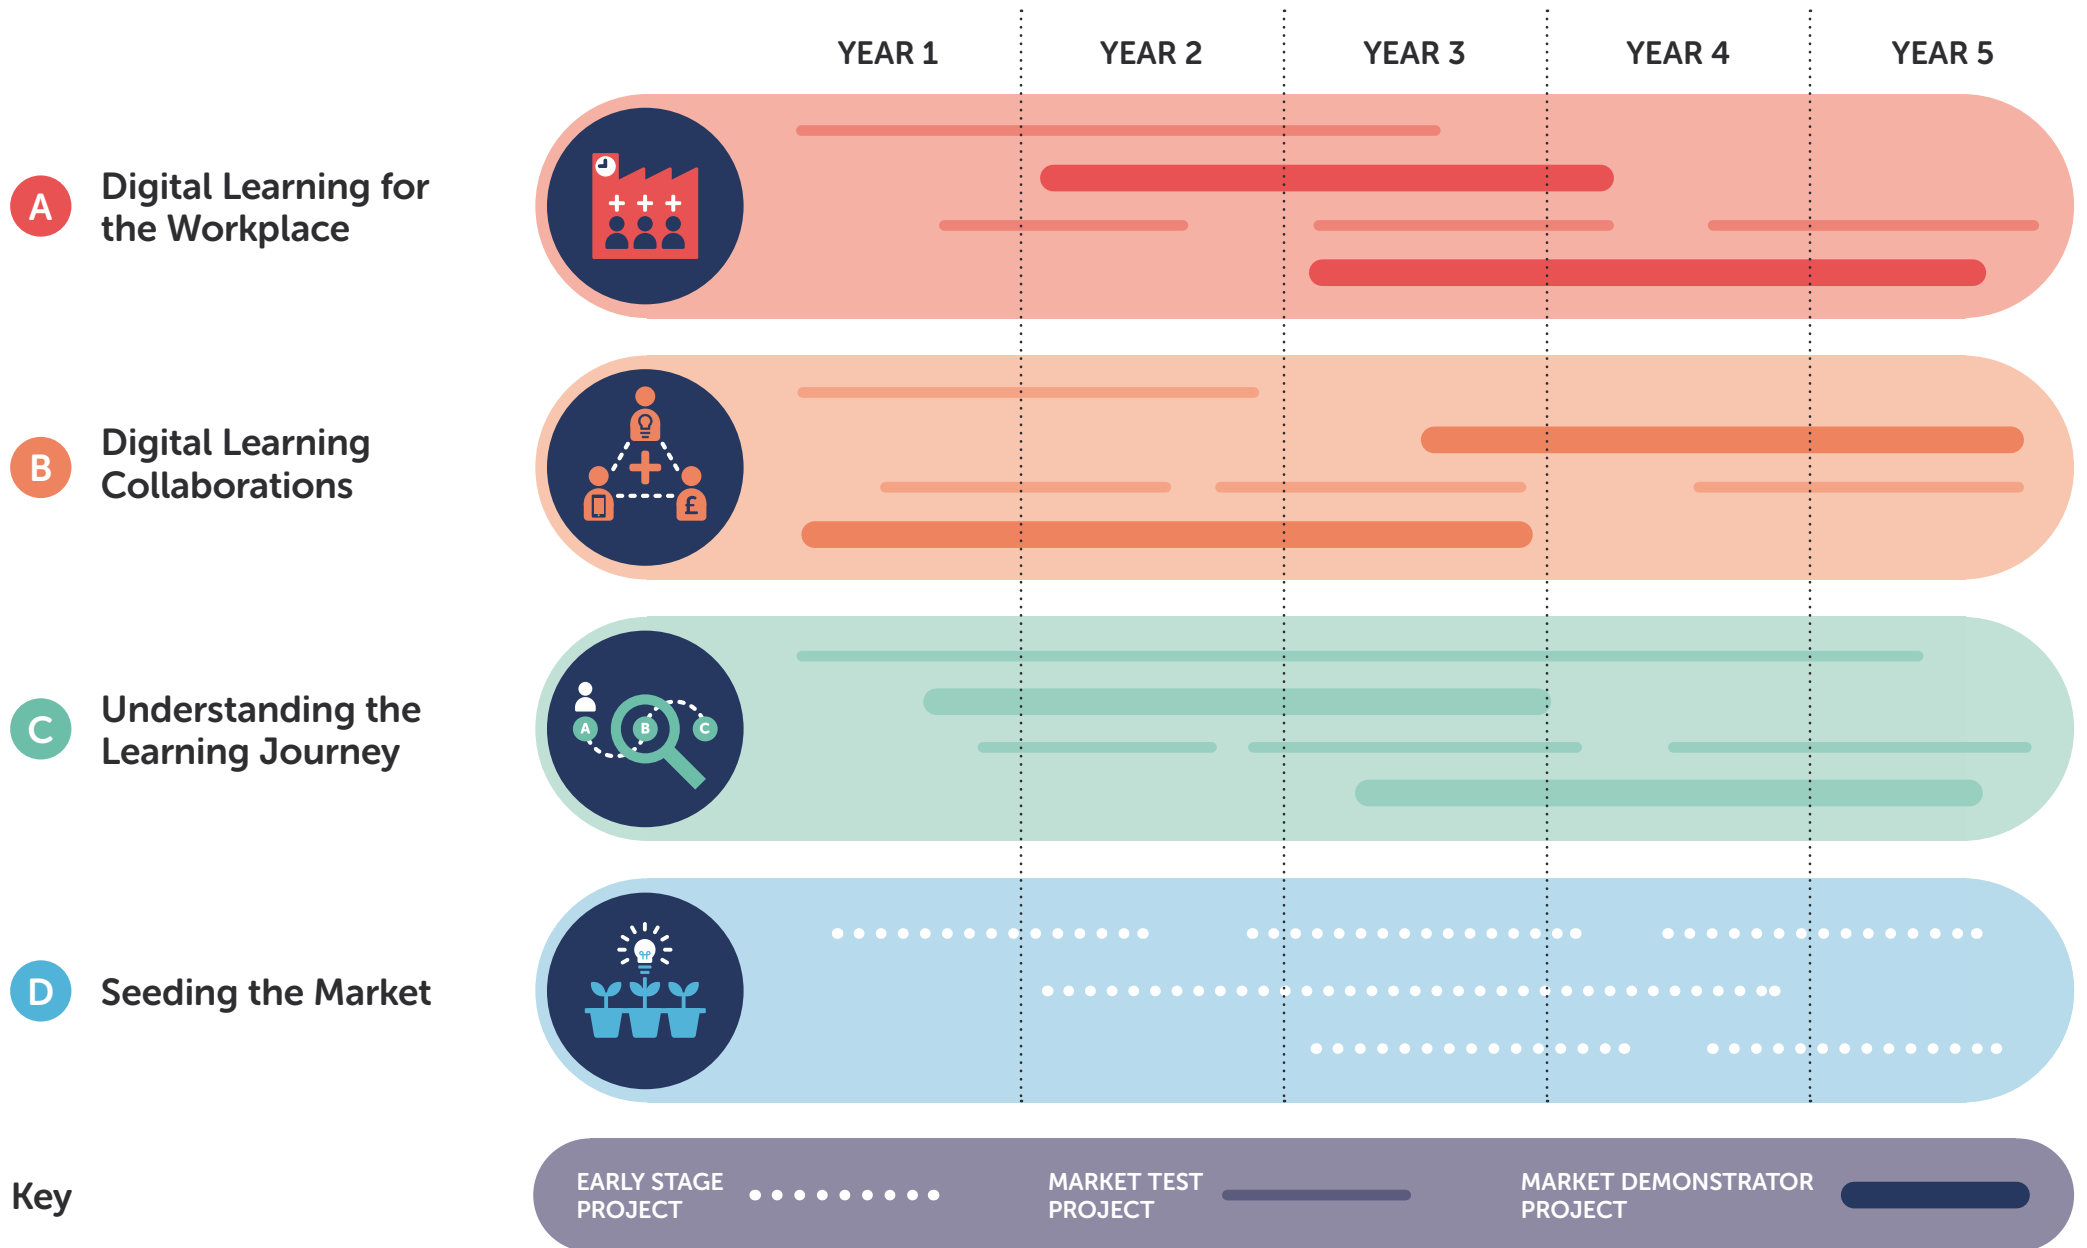 YEAR 1
YEAR 2
YEAR 3
YEAR 4
YEAR 5
A
Digital Learning for
the Workplace
B
Digital Learning
Collaborations
£
C
Understanding the
Learning Journey
A
B
C
D
Seeding the Market
Key
EARLY STAGE
PROJECT
MARKET TEST
PROJECT
MARKET DEMONSTRATOR
PROJECT